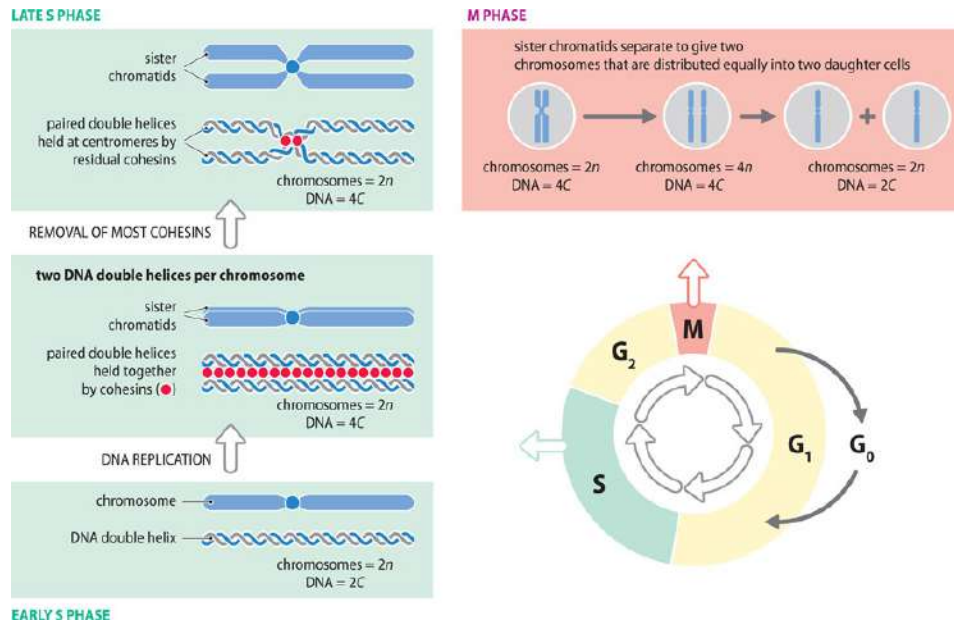 LATE S PHASE
sister
chromatids
paired double helices
held at centromeres by
residual cohesins
chromosomes = 2n
DNA = 4C
REMOVAL OF MOST COHESINS
two DNA double helices per chromosome
sister
chromatids
paired double helices
held together
by cohesins ( )
chromosomes = 2n
DNA = 4C
DNA REPLICATION
chromosome
DNA double helix
chromosomes = 2n
DNA = 2C
EARLY S PHASE
M PHASE
sister chromatids separate to give two
chromosomes that are distributed equally into two daughter cells
+
chromosomes = 2n
DNA = 4C
chromosomes = 4n
DNA = 4C
chromosomes = 2n
DNA = 2C
M
G2
G1
G0
S